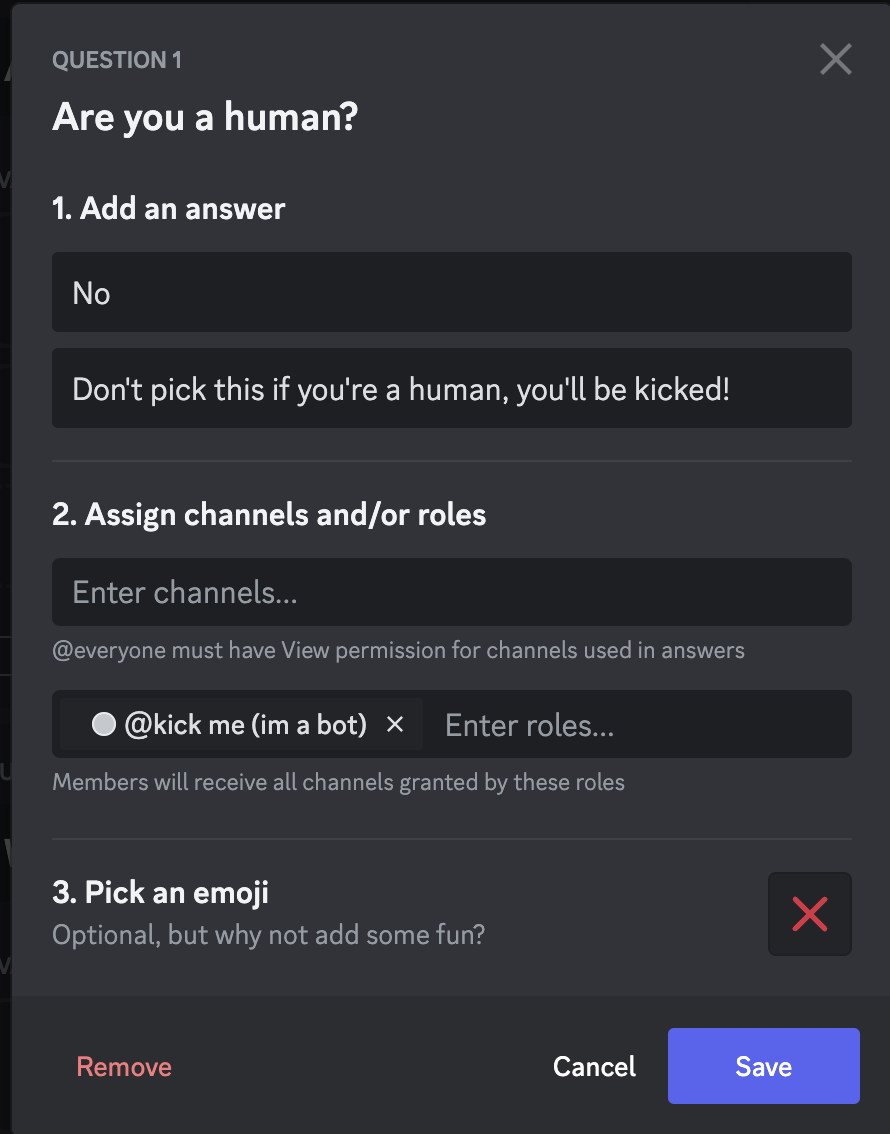 QUESTION 1
Are you a human?
1. Add an answer
No
Don't pick this if you're a human, you'll be kicked!
2. Assign channels and/or roles
Enter channels...
@everyone must have View permission for channels used in answers
@kick me (im a bot) Enter roles...
Members will receive all channels granted by these roles
3. Pick an emoji
Optional, but why not add some fun?
Remove Cancel Save